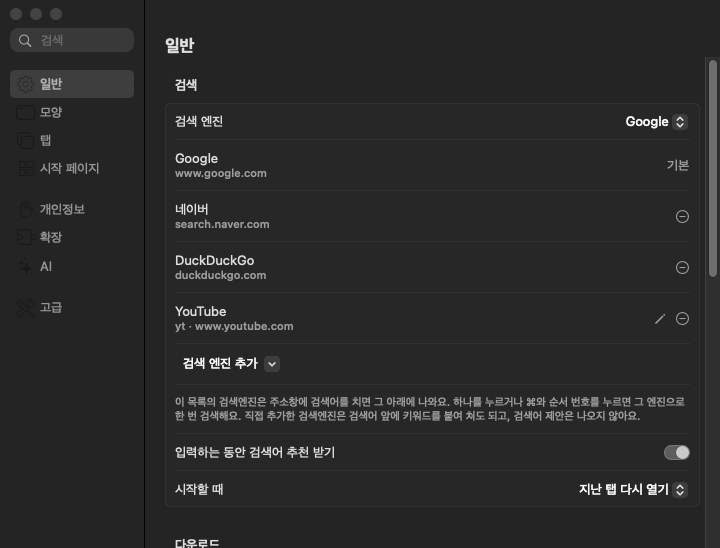 검색
일반
모양
탭
시작 페이지
개인정보
확장
AI
고급
일반
검색
검색 엔진
Google
Google
www.google.com
기본
네이버
search.naver.com
DuckDuckGo
duckduckgo.com
YouTube
yt · www.youtube.com
검색 엔진 추가
이 목록의 검색엔진은 주소창에 검색어를 치면 그 아래에 나와요. 하나를 누르거나 ⌘와 순서 번호를 누르면 그 엔진으로
한 번 검색해요. 직접 추가한 검색엔진은 검색어 앞에 키워드를 붙여 쳐도 되고, 검색어 제안은 나오지 않아요.
입력하는 동안 검색어 추천 받기
시작할 때
지난 탭 다시 열기
다운로드